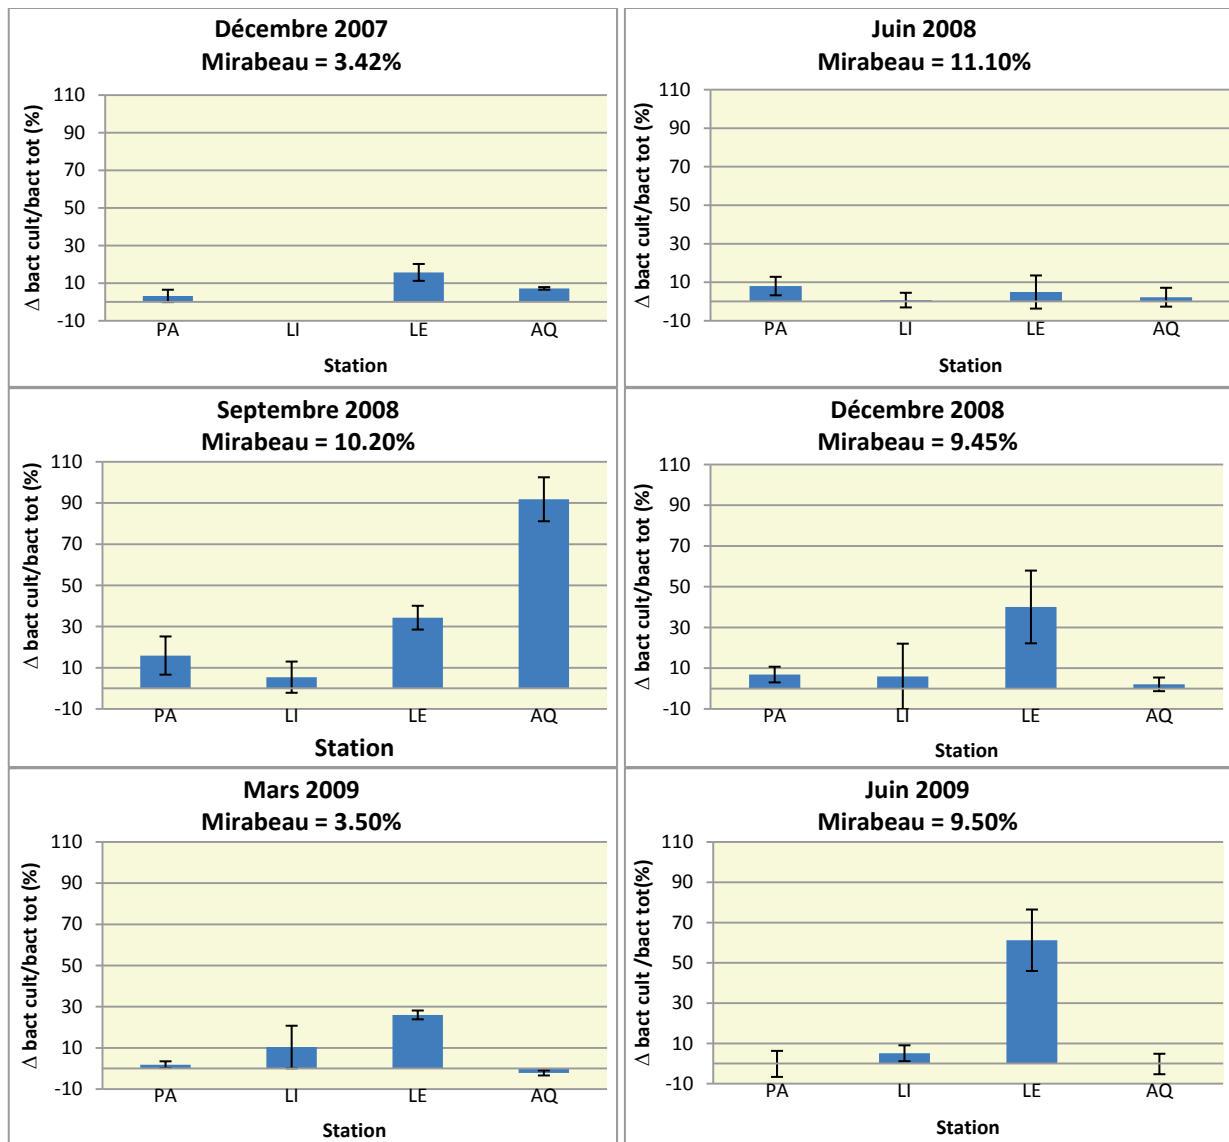 Décembre 2007
Mirabeau = 3.42%
Δ bact cult/bact tot (%)
110
90
70
50
30
10
-10
PA LI LE AQ
Station
Juin 2008
Mirabeau = 11.10%
Δ bact cult/bact tot (%)
110
90
70
50
30
10
-10
PA LI LE AQ
Station
Septembre 2008
Mirabeau = 10.20%
Δ bact cult/bact tot (%)
110
90
70
50
30
10
-10
PA LI LE AQ
Station
Décembre 2008
Mirabeau = 9.45%
Δ bact cult/bact tot (%)
110
90
70
50
30
10
-10
PA LI LE AQ
Station
Mars 2009
Mirabeau = 3.50%
Δ bact cult/bact tot (%)
110
90
70
50
30
10
-10
PA LI LE AQ
Station
Juin 2009
Mirabeau = 9.50%
Δ bact cult /bact tot(%)
110
90
70
50
30
10
-10
PA LI LE AQ
Station